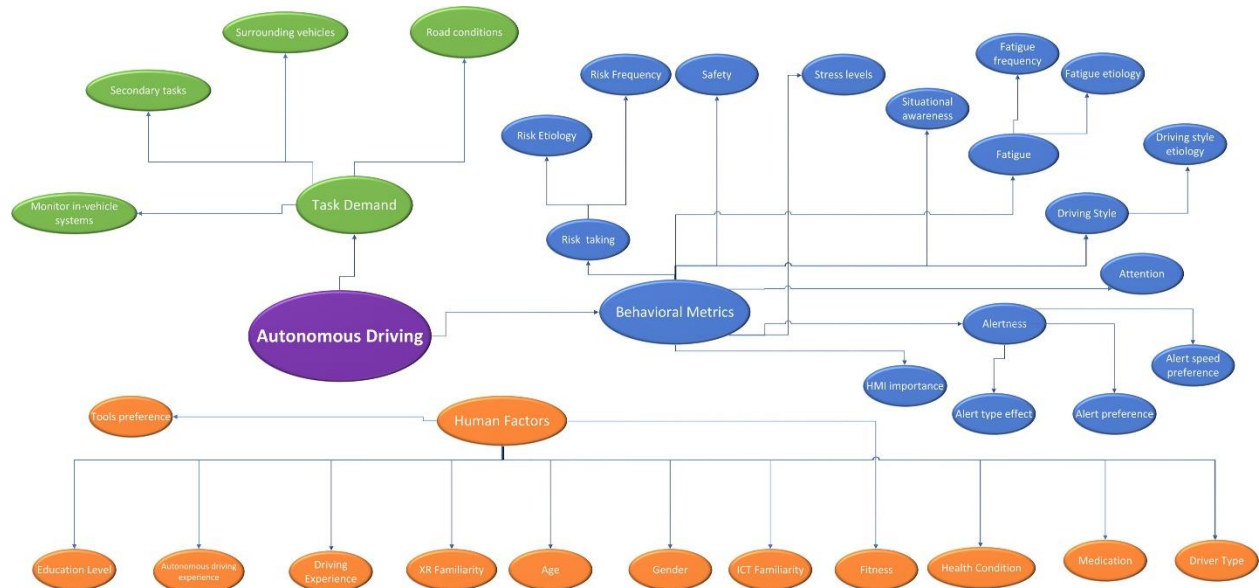 Surrounding vehicles
Road conditions
Secondary tasks
Monitor in-vehicle
systems
Task Demand
Autonomous Driving
Risk Frequency
Safety
Stress levels
Risk Etiology
Risk taking
Situational
awareness
Fatigue
frequency
Fatigue etiology
Fatigue
Driving style
etiology
Driving Style
Attention
Behavioral Metrics
Alertness
HMI importance
Alert type effect
Alert preference
Alert speed
preference
Tools preference
Human Factors
Education Level
Autonomous driving
experience
Driving
Experience
XR Familiarity
Age
Gender
ICT Familiarity
Fitness
Health Condition
Medication
Driver Type